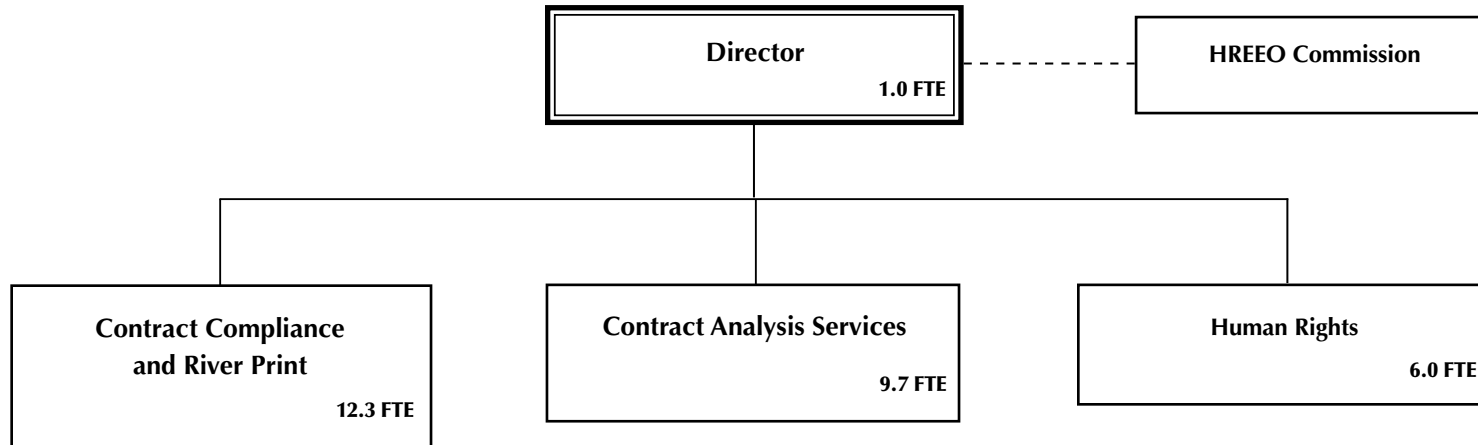 Director
1.0 FTE
HREEO Commission
Contract Compliance
and River Print
12.3 FTE
Contract Analysis Services
9.7 FTE
Human Rights
6.0 FTE